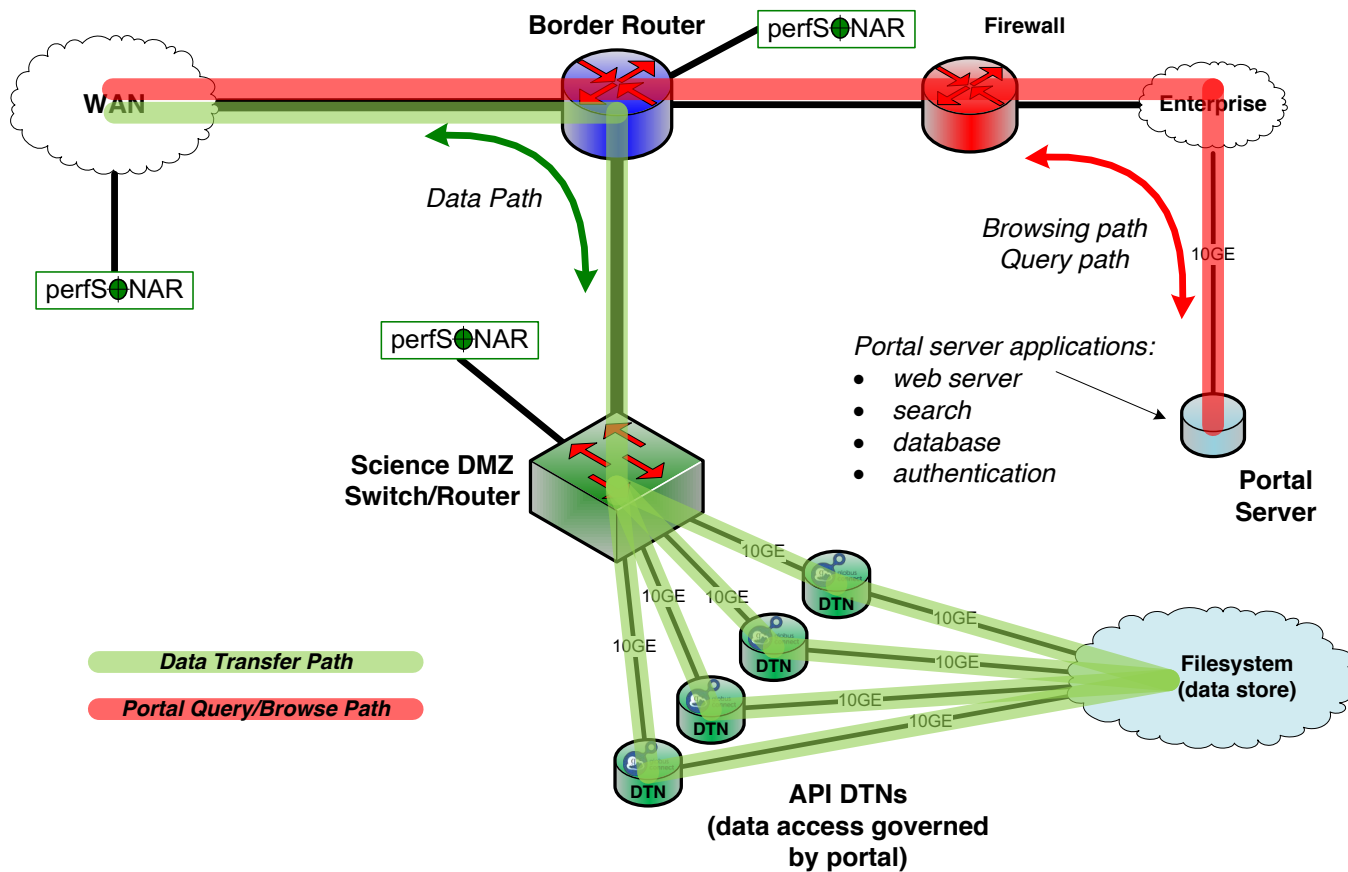 Border Router
perfSONAR
Firewall
WAN
Enterprise
Data Path
Browsing path
Query path
10GE
perfSONAR
perfSONAR
Portal server applications:
• web server
• search
• database
• authentication
Science DMZ
Switch/Router
Portal
Server
10GE
10GE
10GE
10GE
DTN
DTN
DTN
DTN
10GE
10GE
10GE
10GE
Filesystem
(data store)
Data Transfer Path
Portal Query/Browse Path
API DTNs
(data access governed
by portal)